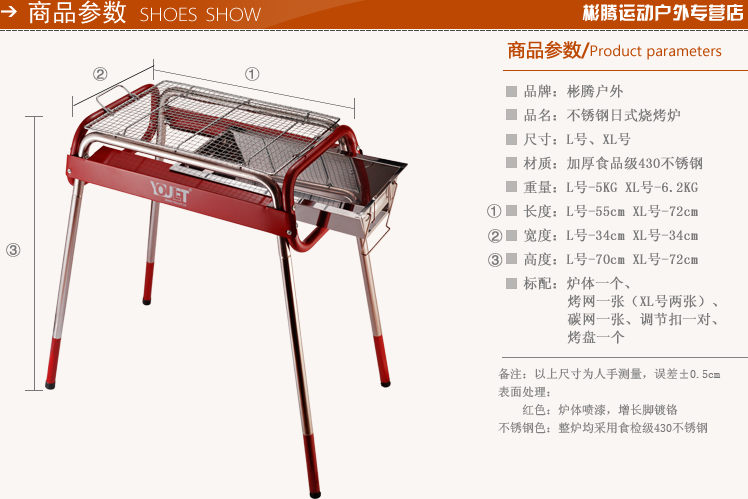 商品参数 SHOES SHOW
彬腾运动户外专营店
商品参数/Product parameters
品牌：彬腾户外
品名：不锈钢日式烧烤炉
尺寸：L号、XL号
材质：加厚食品级430不锈钢
重量：L号-5KG XL号-6.2KG
① 长度：L号-55cm XL号-72cm
② 宽度：L号-34cm XL号-34cm
③ 高度：L号-70cm XL号-72cm
标配：炉体一个、
烤网一张（XL号两张）、
碳网一张、调节扣一对、
烤盘一个
备注：以上尺寸为人手测量，误差±0.5cm
表面处理：
红色：炉体喷漆，增长脚镀铬
不锈钢色：整炉均采用食检级430不锈钢
②
①
③
YOUET